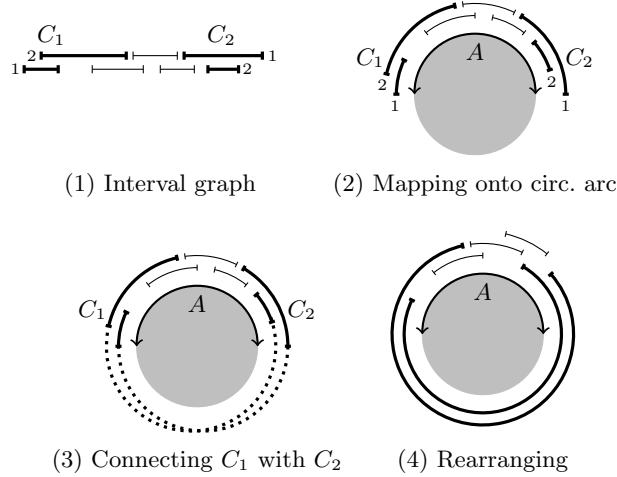 C₁ C₂
2 1
1 2
(1) Interval graph
C₁ A C₂
2 2
1 1
(2) Mapping onto circ. arc
C₁ A C₂
(3) Connecting C₁ with C₂
A
(4) Rearranging